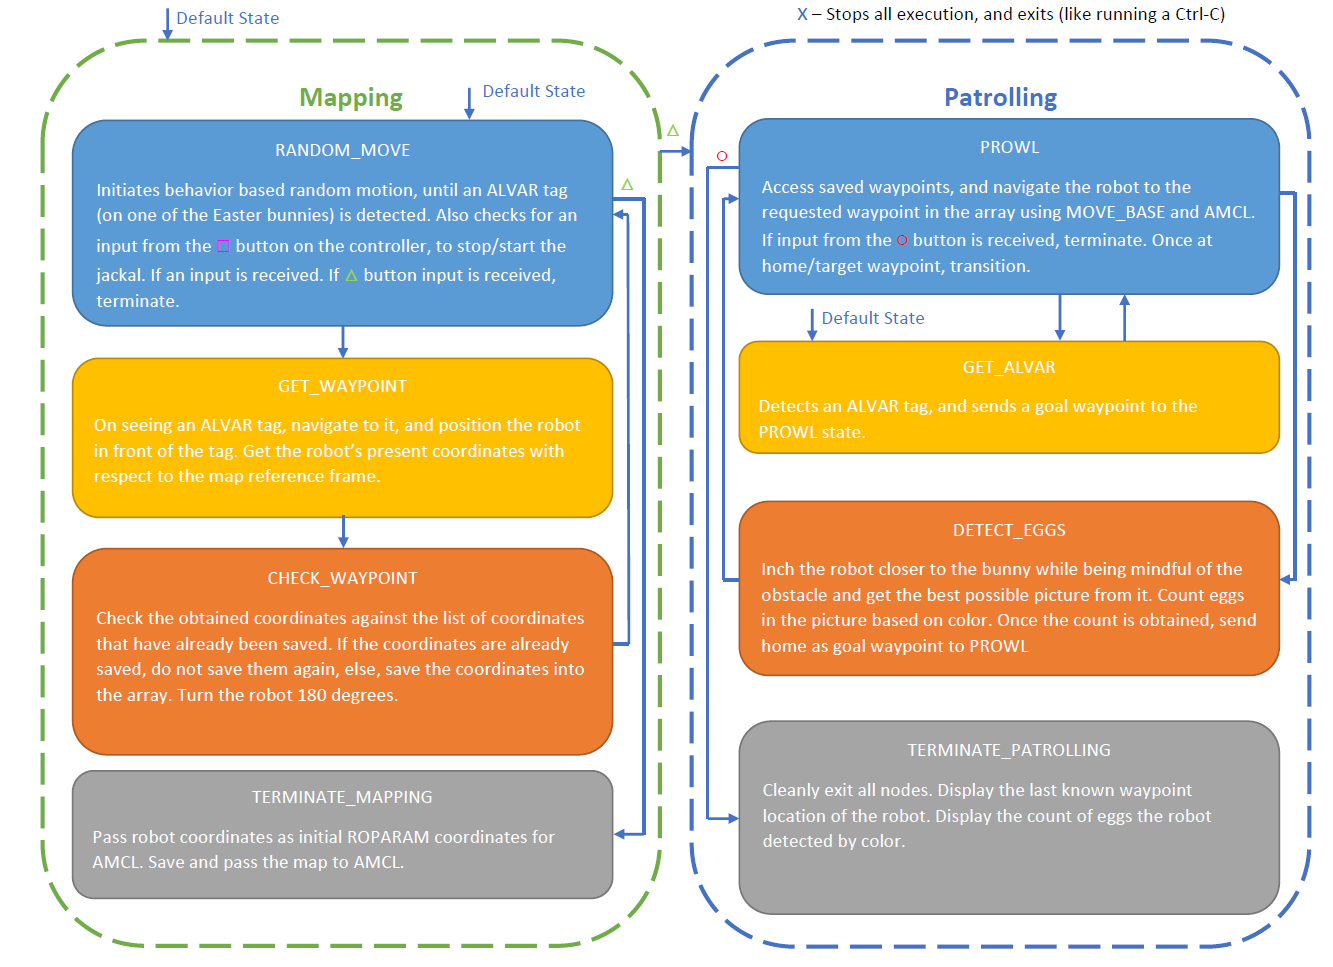 Default State
X – Stops all execution, and exits (like running a Ctrl-C)
Mapping
Default State
RANDOM_MOVE
Initiates behavior based random motion, until an ALVAR tag
(on one of the Easter bunnies) is detected. Also checks for an
input from the □ button on the controller, to stop/start the
jackal. If an input is received. If △ button input is received,
terminate.
△
GET_WAYPOINT
On seeing an ALVAR tag, navigate to it, and position the robot
in front of the tag. Get the robot’s present coordinates with
respect to the map reference frame.
CHECK_WAYPOINT
Check the obtained coordinates against the list of coordinates
that have already been saved. If the coordinates are already
saved, do not save them again, else, save the coordinates into
the array. Turn the robot 180 degrees.
TERMINATE_MAPPING
Pass robot coordinates as initial ROPARAM coordinates for
AMCL. Save and pass the map to AMCL.
△
Patrolling
○
PROWL
Access saved waypoints, and navigate the robot to the
requested waypoint in the array using MOVE_BASE and AMCL.
If input from the ○ button is received, terminate. Once at
home/target waypoint, transition.
Default State
GET_ALVAR
Detects an ALVAR tag, and sends a goal waypoint to the
PROWL state.
DETECT_EGGS
Inch the robot closer to the bunny while being mindful of the
obstacle and get the best possible picture from it. Count eggs
in the picture based on color. Once the count is obtained, send
home as goal waypoint to PROWL
TERMINATE_PATROLLING
Cleanly exit all nodes. Display the last known waypoint
location of the robot. Display the count of eggs the robot
detected by color.